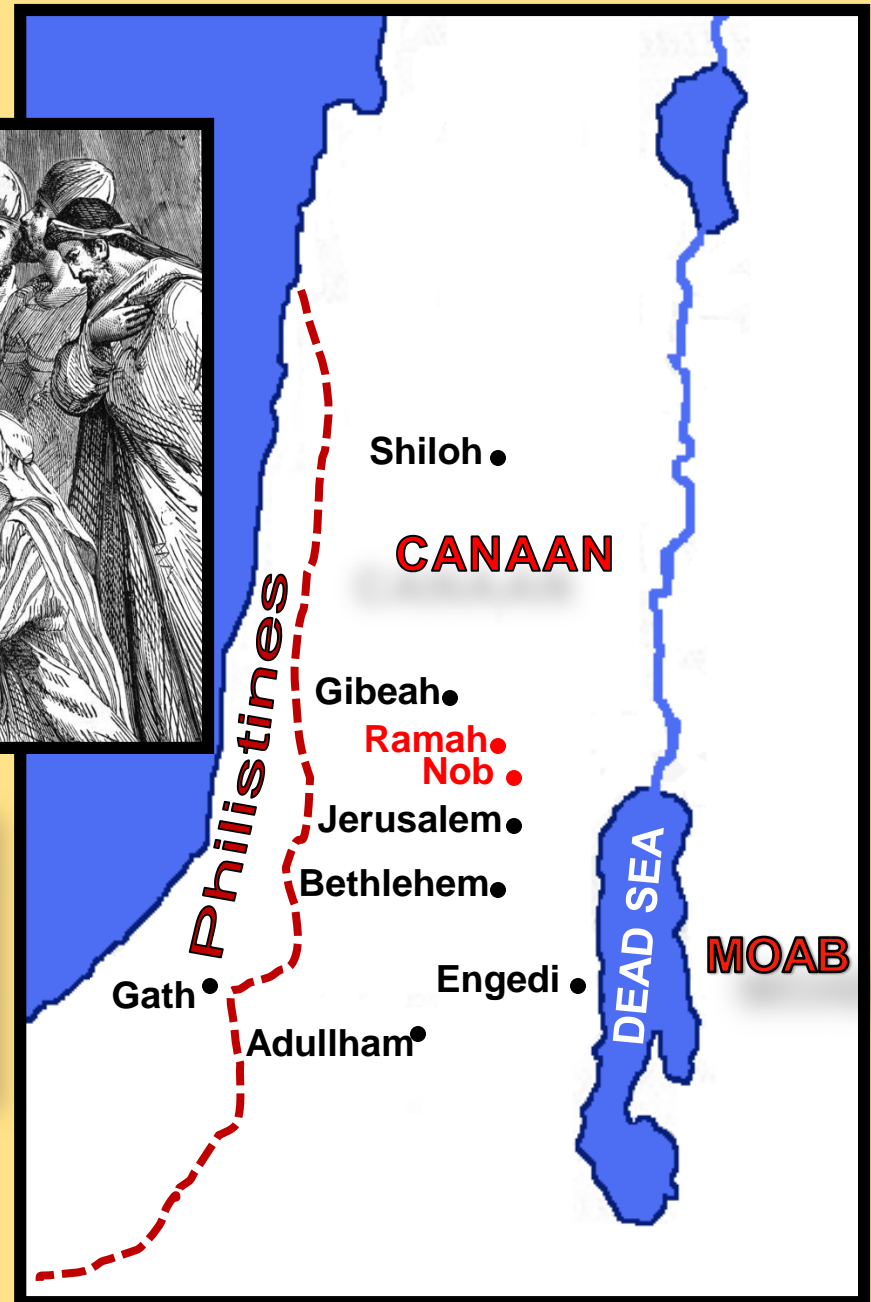 Shiloh
CANAAN
Philistines
Gibeah
Ramah
Nob
Jerusalem
Bethlehem
DEAD SEA
MOAB
Engedi
Gath
Adullham